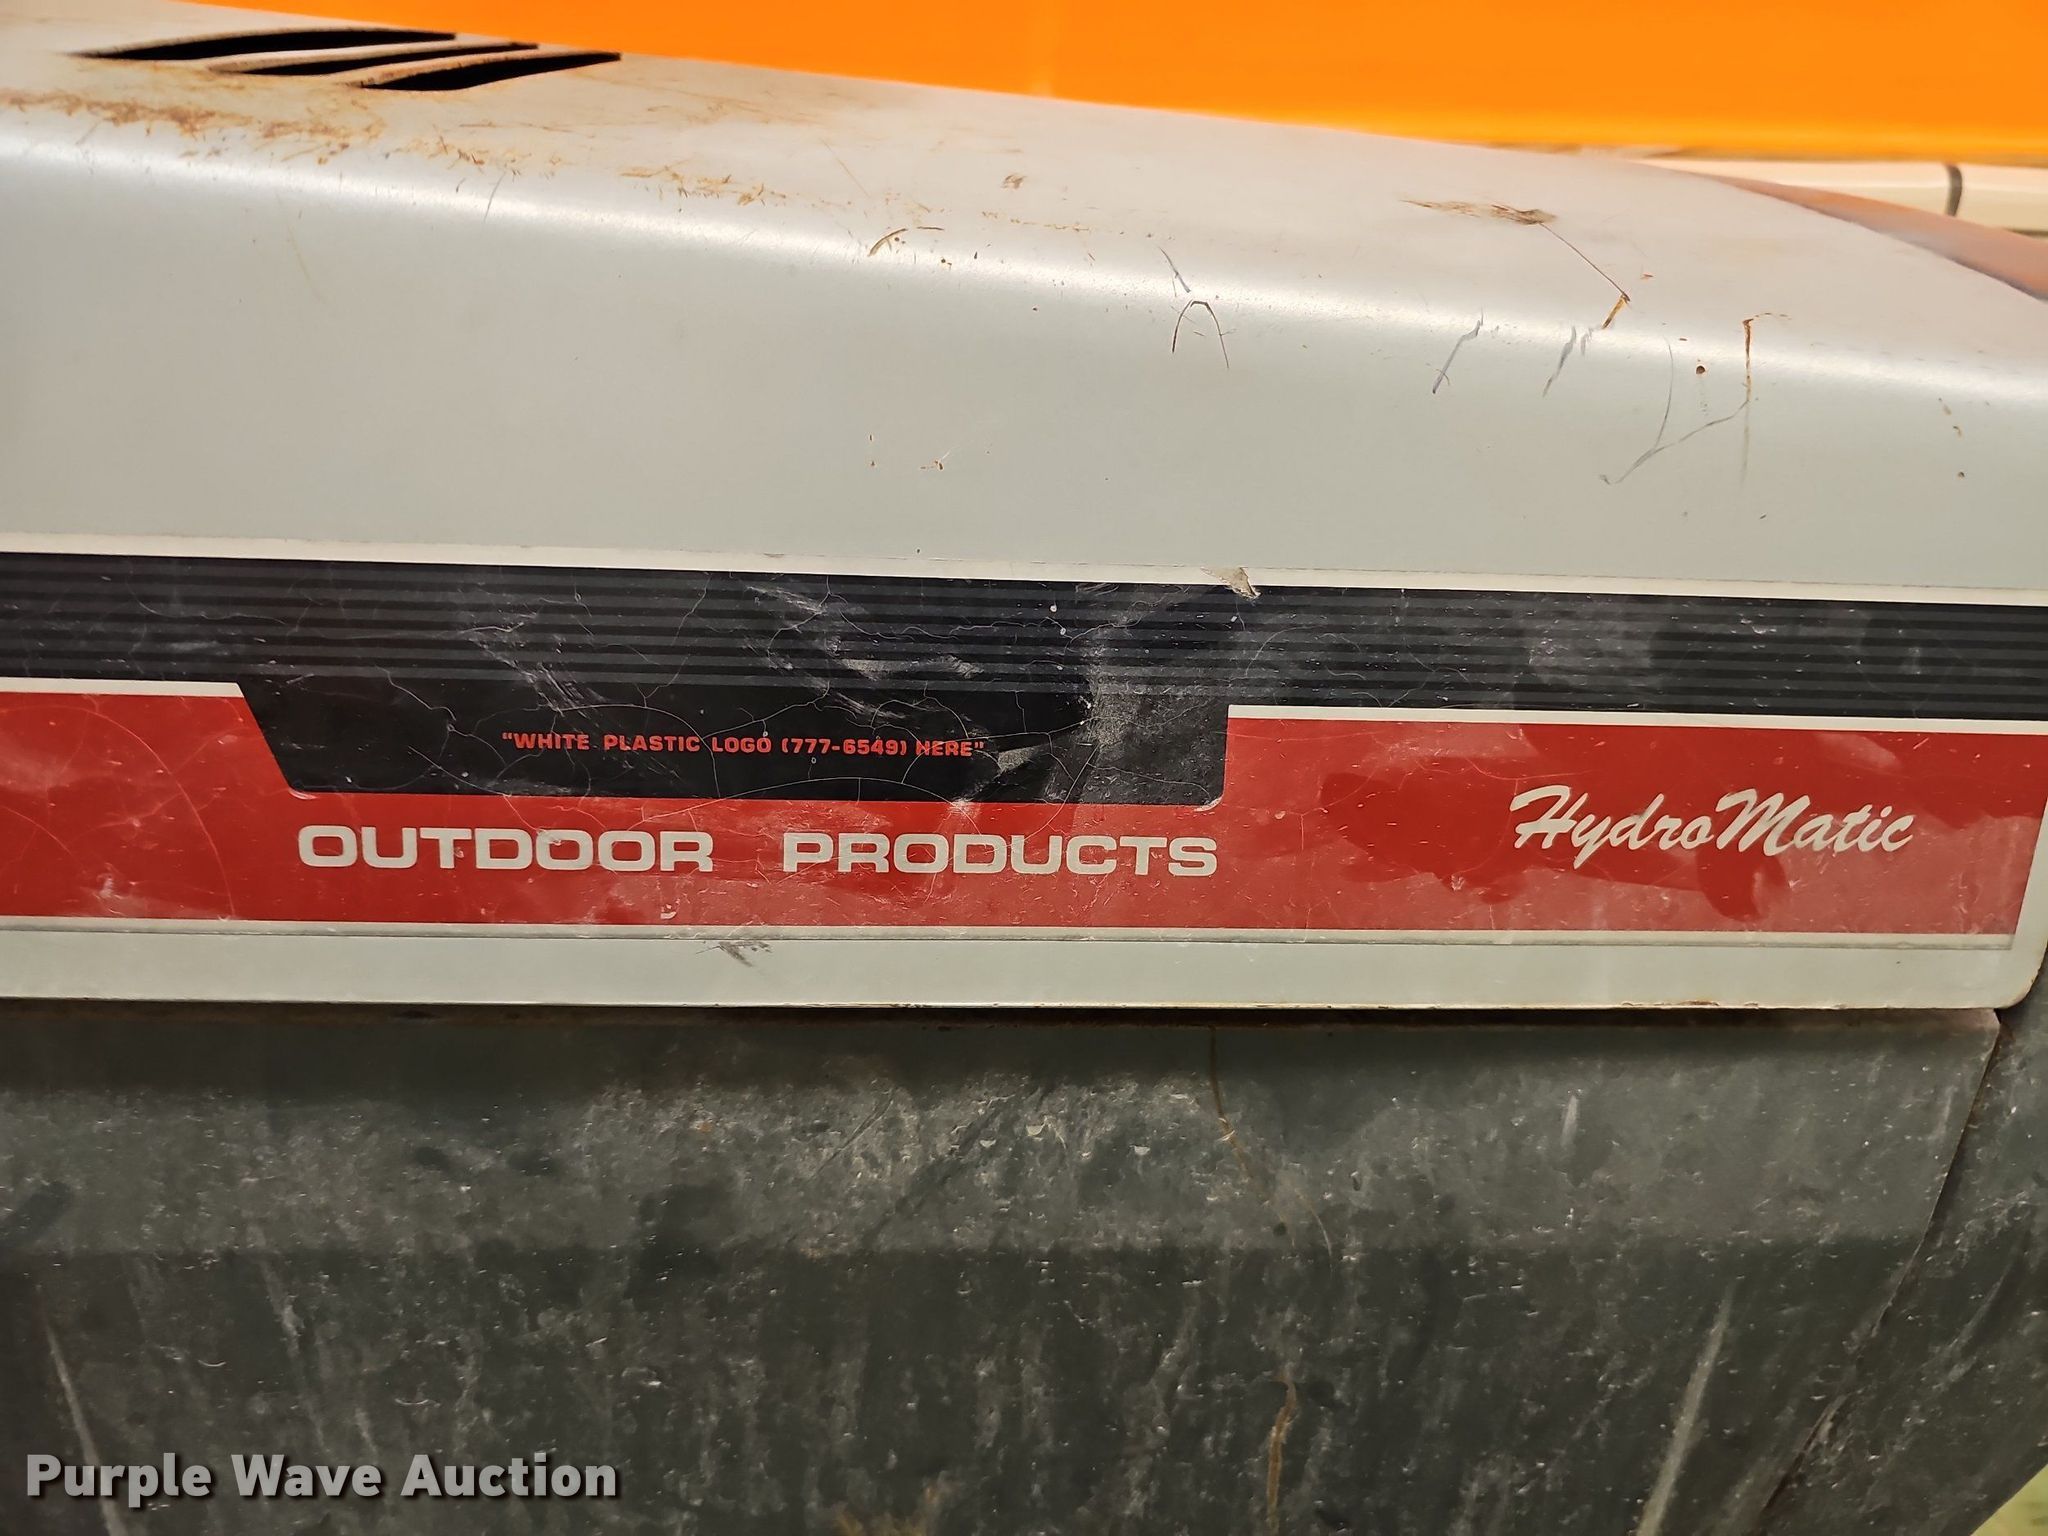 "WHITE PLASTIC LOGO (777-6549) HERE"
OUTDOOR PRODUCTS
HydroMatic
Purple Wave Auction